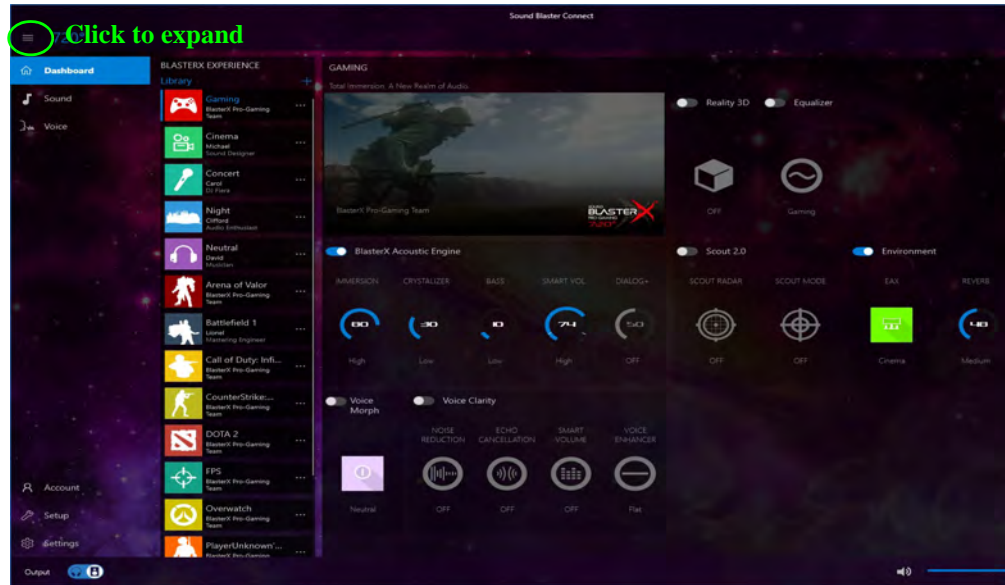 Sound Blaster Connect
Click to expand
720°
Dashboard
Sound
Voice
Account
Setup
Settings
BLASTERX EXPERIENCE
Library +
Gaming
BlasterX Pro-Gaming
Team
Cinema
Michael
Sound Designer
Concert
Carol
DJ Flera
Night
Clifford
Audio Enthusiast
Neutral
David
Musician
Arena of Valor
BlasterX Pro-Gaming
Team
Battlefield 1
Lionel
Mastering Engineer
Call of Duty: Infi...
BlasterX Pro-Gaming
Team
CounterStrike:...
BlasterX Pro-Gaming
Team
DOTA 2
BlasterX Pro-Gaming
Team
FPS
BlasterX Pro-Gaming
Team
Overwatch
BlasterX Pro-Gaming
Team
PlayerUnknown'...
BlasterX Pro-Gaming
GAMING
Total Immersion. A New Realm of Audio.
BlasterX Pro-Gaming Team
SOUND
BLASTERX
PRO-GAMING
720°
Reality 3D
Equalizer
OFF
Gaming
BlasterX Acoustic Engine
IMMERSION CRYSTALIZER BASS SMART VOL. DIALOG+
80 30 10 74 50
High Low Low High OFF
Scout 2.0
SCOUT RADAR SCOUT MODE
OFF OFF
Environment
EAX REVERB
48
Cinema Medium
Voice
Morph
Neutral
Voice Clarity
NOISE
REDUCTION
ECHO
CANCELLATION
SMART
VOLUME
VOICE
ENHANCER
OFF OFF OFF Flat
Output